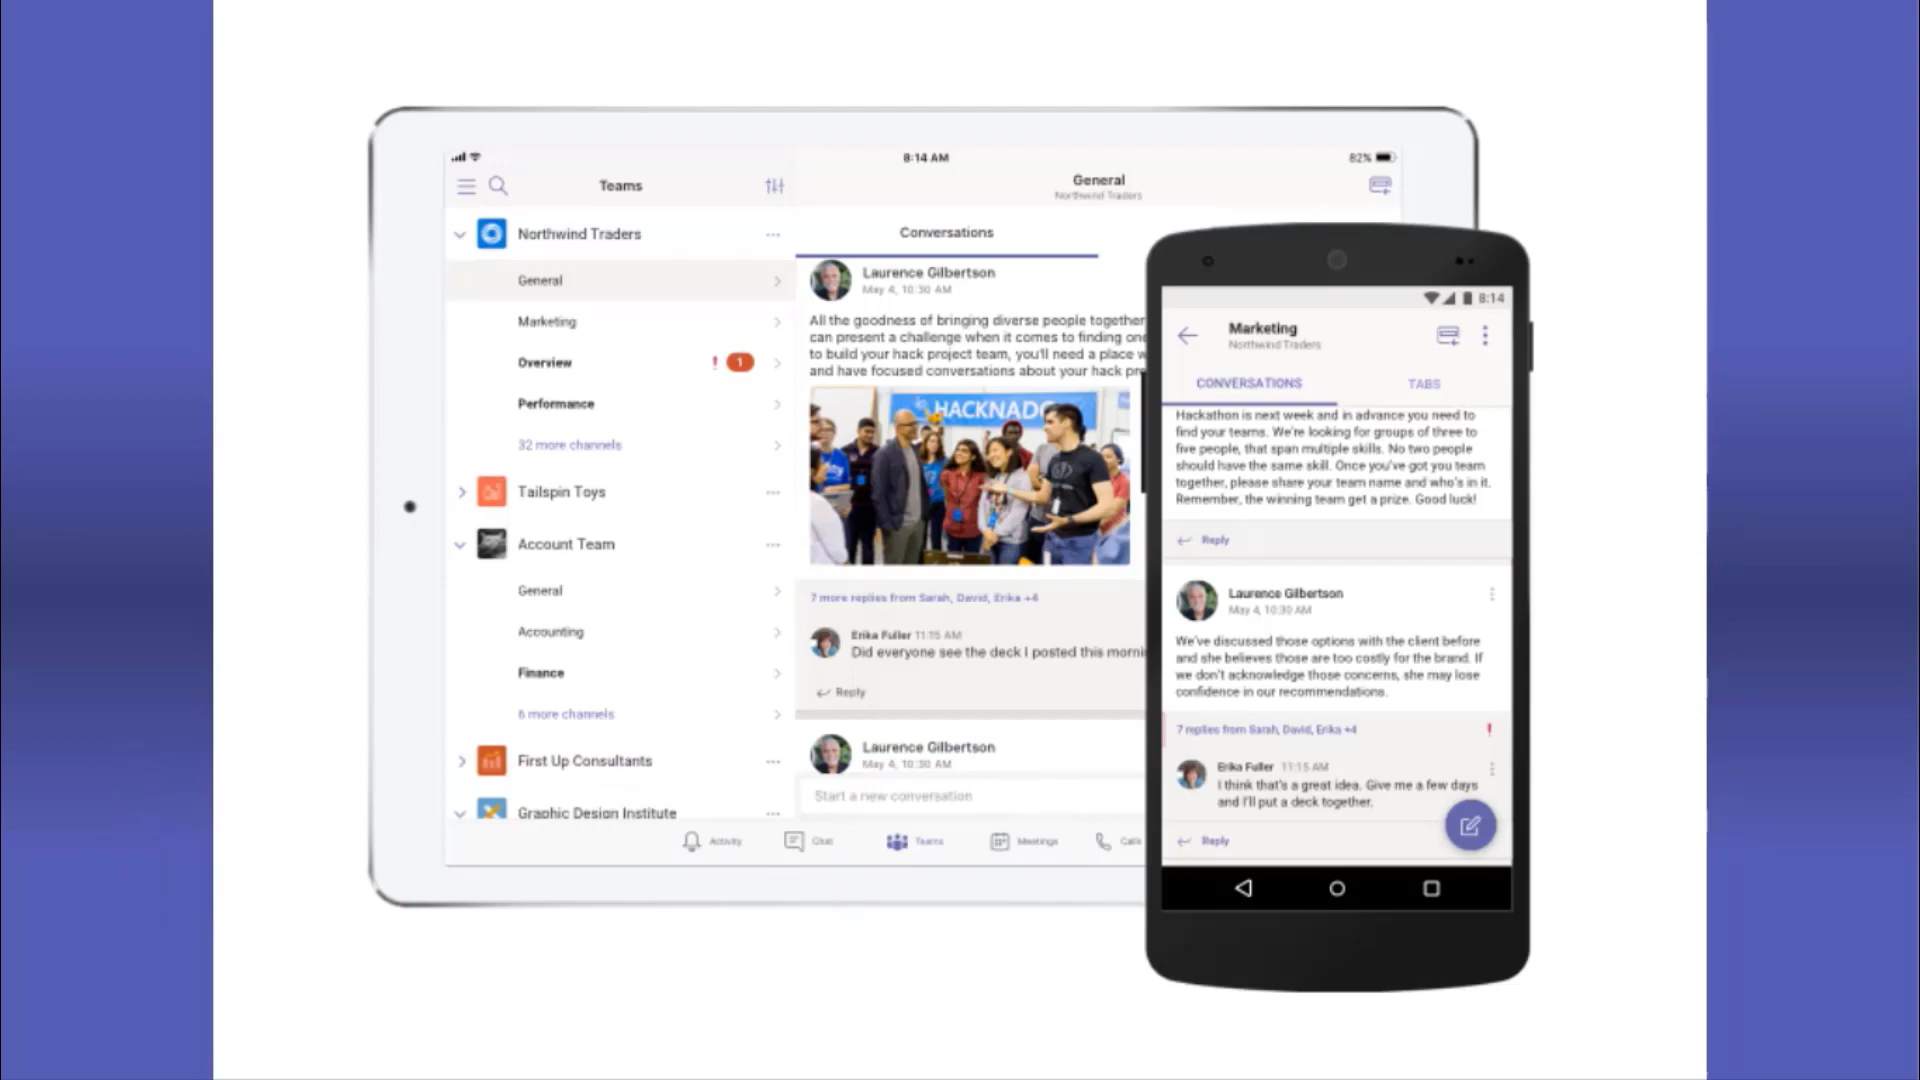 8:14 AM
82%
Teams
General
Northwind Traders
Northwind Traders
General
Marketing
Overview
! 1
Performance
32 more channels
Tailspin Toys
Account Team
General
Accounting
Finance
6 more channels
First Up Consultants
Graphic Design Institute
Conversations
Laurence Gilbertson
May 4, 10:30 AM
All the goodness of bringing diverse people together
can present a challenge when it comes to finding one
to build your hack project team, you'll need a place
and have focused conversations about your hack
HACKNADO
7 more replies from Sarah, David, Erika +4
Erika Fuller 11:15 AM
Did everyone see the deck I posted this morni
Reply
Laurence Gilbertson
May 4, 10:30 AM
Start a new conversation
Activity
Chat
Teams
Meetings
Calls
8:14
Marketing
Northwind Traders
CONVERSATIONS
TABS
Hackathon is next week and in advance you need to
find your teams. We're looking for groups of three to
five people, that span multiple skills. No two people
should have the same skill. Once you've got you team
together, please share your team name and who's in it.
Remember, the winning team get a prize. Good luck!
Reply
Laurence Gilbertson
May 4, 10:30 AM
We've discussed those options with the client before
and she believes those are too costly for the brand. If
we don't acknowledge those concerns, she may lose
confidence in our recommendations.
7 replies from Sarah, David, Erika +4
!
Erika Fuller 11:15 AM
I think that's a great idea. Give me a few days
and I'll put a deck together.
Reply